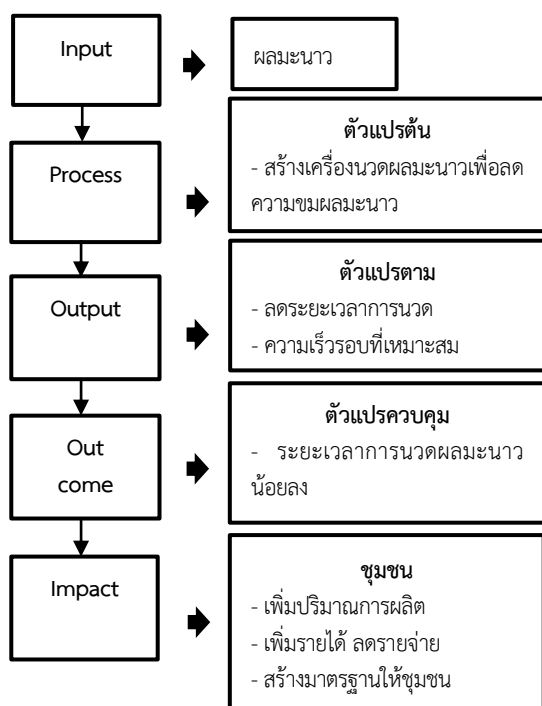 Input
ผลมะนาว
Process
ตัวแปรต้น
- สร้างเครื่องนวดผลมะนาวเพื่อลด
ความขมผลมะนาว
Output
ตัวแปรตาม
- ลดระยะเวลาการนวด
- ความเร็วรอบที่เหมาะสม
Out
come
ตัวแปรควบคุม
- ระยะเวลาการนวดผลมะนาว
น้อยลง
Impact
ชุมชน
- เพิ่มปริมาณการผลิต
- เพิ่มรายได้ ลดรายจ่าย
- สร้างมาตรฐานให้ชุมชน